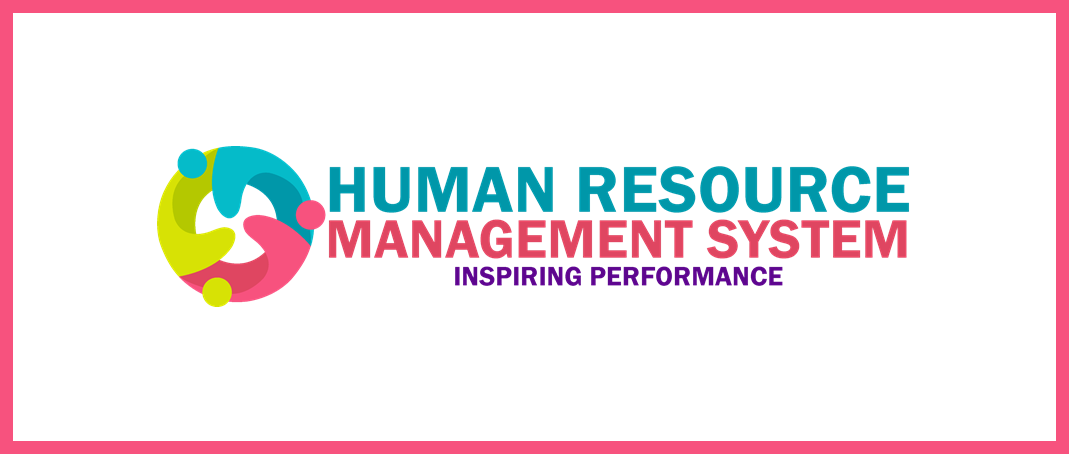 HUMAN RESOURCE
MANAGEMENT SYSTEM
INSPIRING PERFORMANCE